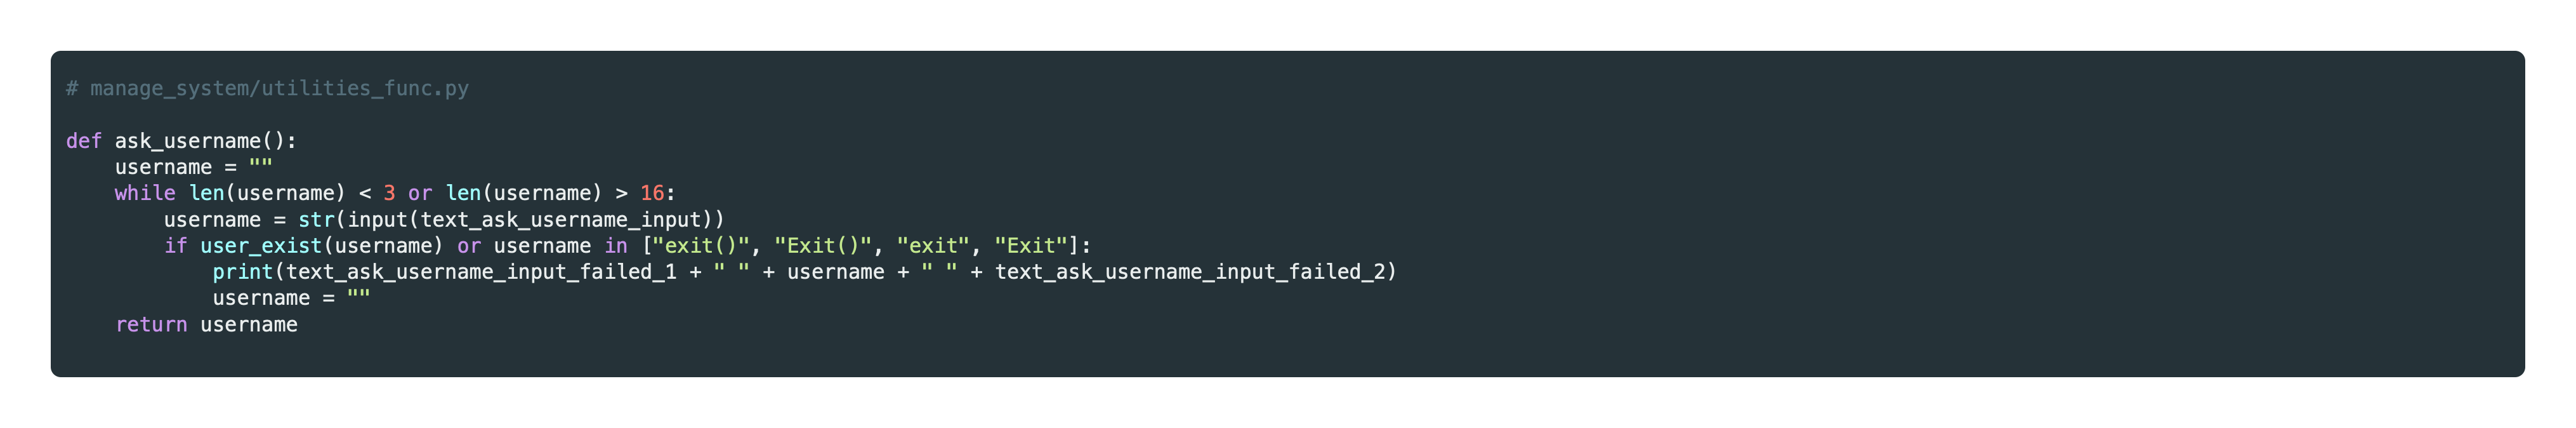 # manage_system/utilities_func.py
def ask_username():
    username = ""
    while len(username) < 3 or len(username) > 16:
        username = str(input(text_ask_username_input))
        if user_exist(username) or username in ["exit()", "Exit()", "exit", "Exit"]:
            print(text_ask_username_input_failed_1 + " " + username + " " + text_ask_username_input_failed_2)
            username = ""
    return username